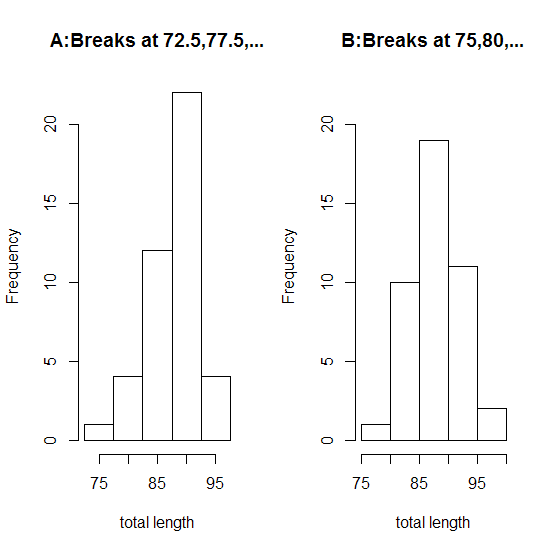 A:Breaks at 72.5,77.5,...
Frequency
0
5
10
15
20
75
85
95
total length
B:Breaks at 75,80,...
Frequency
0
5
10
15
20
75
85
95
total length